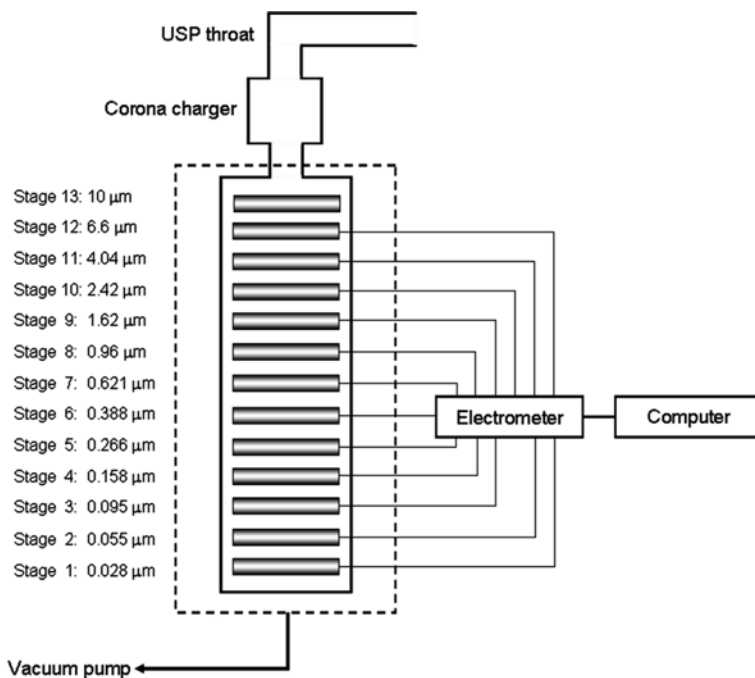 USP throat
Corona charger
Stage 13: 10 μm
Stage 12: 6.6 μm
Stage 11: 4.04 μm
Stage 10: 2.42 μm
Stage 9: 1.62 μm
Stage 8: 0.96 μm
Stage 7: 0.621 μm
Stage 6: 0.388 μm
Stage 5: 0.266 μm
Stage 4: 0.158 μm
Stage 3: 0.095 μm
Stage 2: 0.055 μm
Stage 1: 0.028 μm
Electrometer
Computer
Vacuum pump